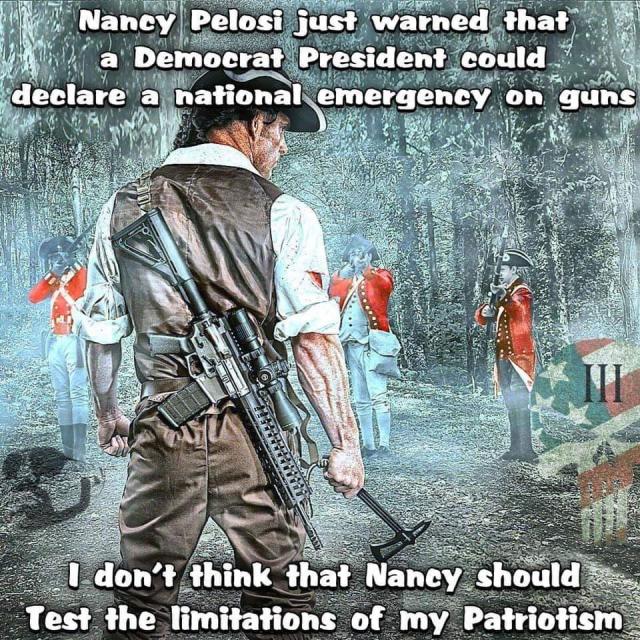 Nancy Pelosi just warned that
a Democrat President could
declare a national emergency on guns
III
I don't think that Nancy should
Test the limitations of my Patriotism